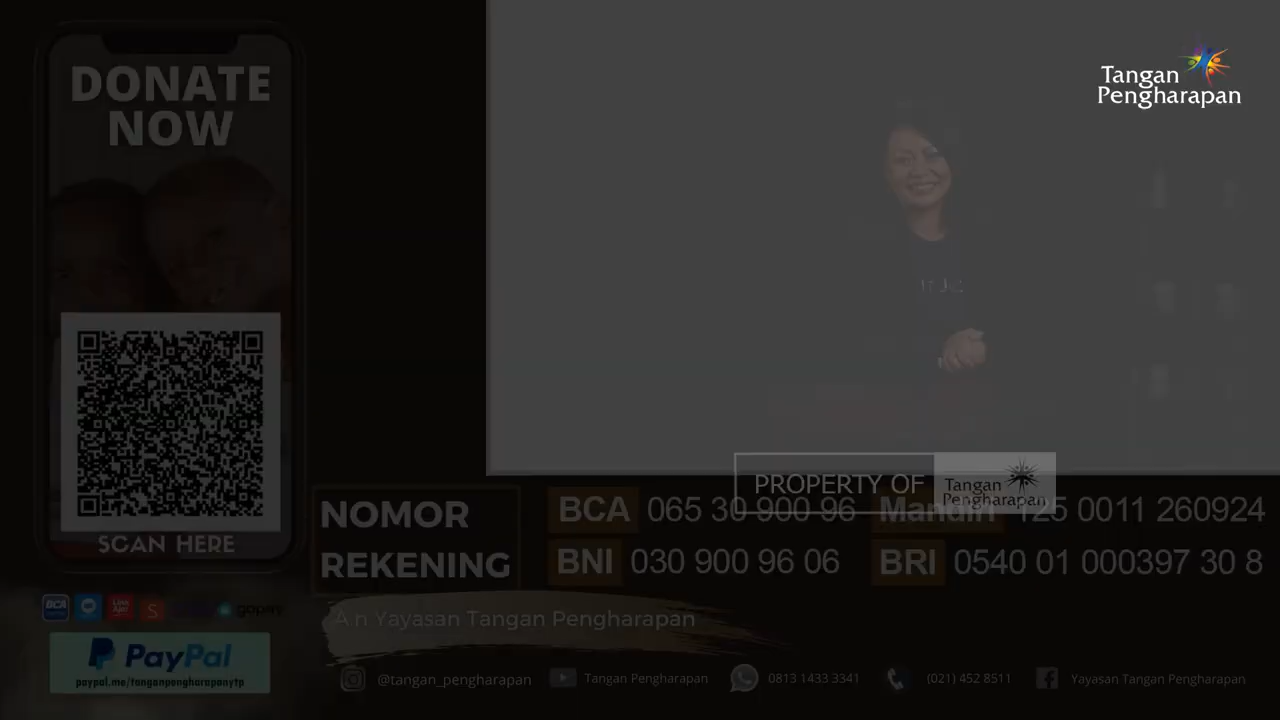 DONATE
NOW
SCAN HERE
BCA
gopay
PayPal
paypal.me/tanganpengharapanytp
Tangan
Pengharapan
PROPERTY OF
Tangan
Pengharapan
NOMOR
REKENING
BCA 065 30 900 96
Mandiri 125 0011 260924
BNI 030 900 96 06
BRI 0540 01 000397 30 8
A.n Yayasan Tangan Pengharapan
@tangan_pengharapan
Tangan Pengharapan
0813 1433 3341
(021) 452 8511
Yayasan Tangan Pengharapan